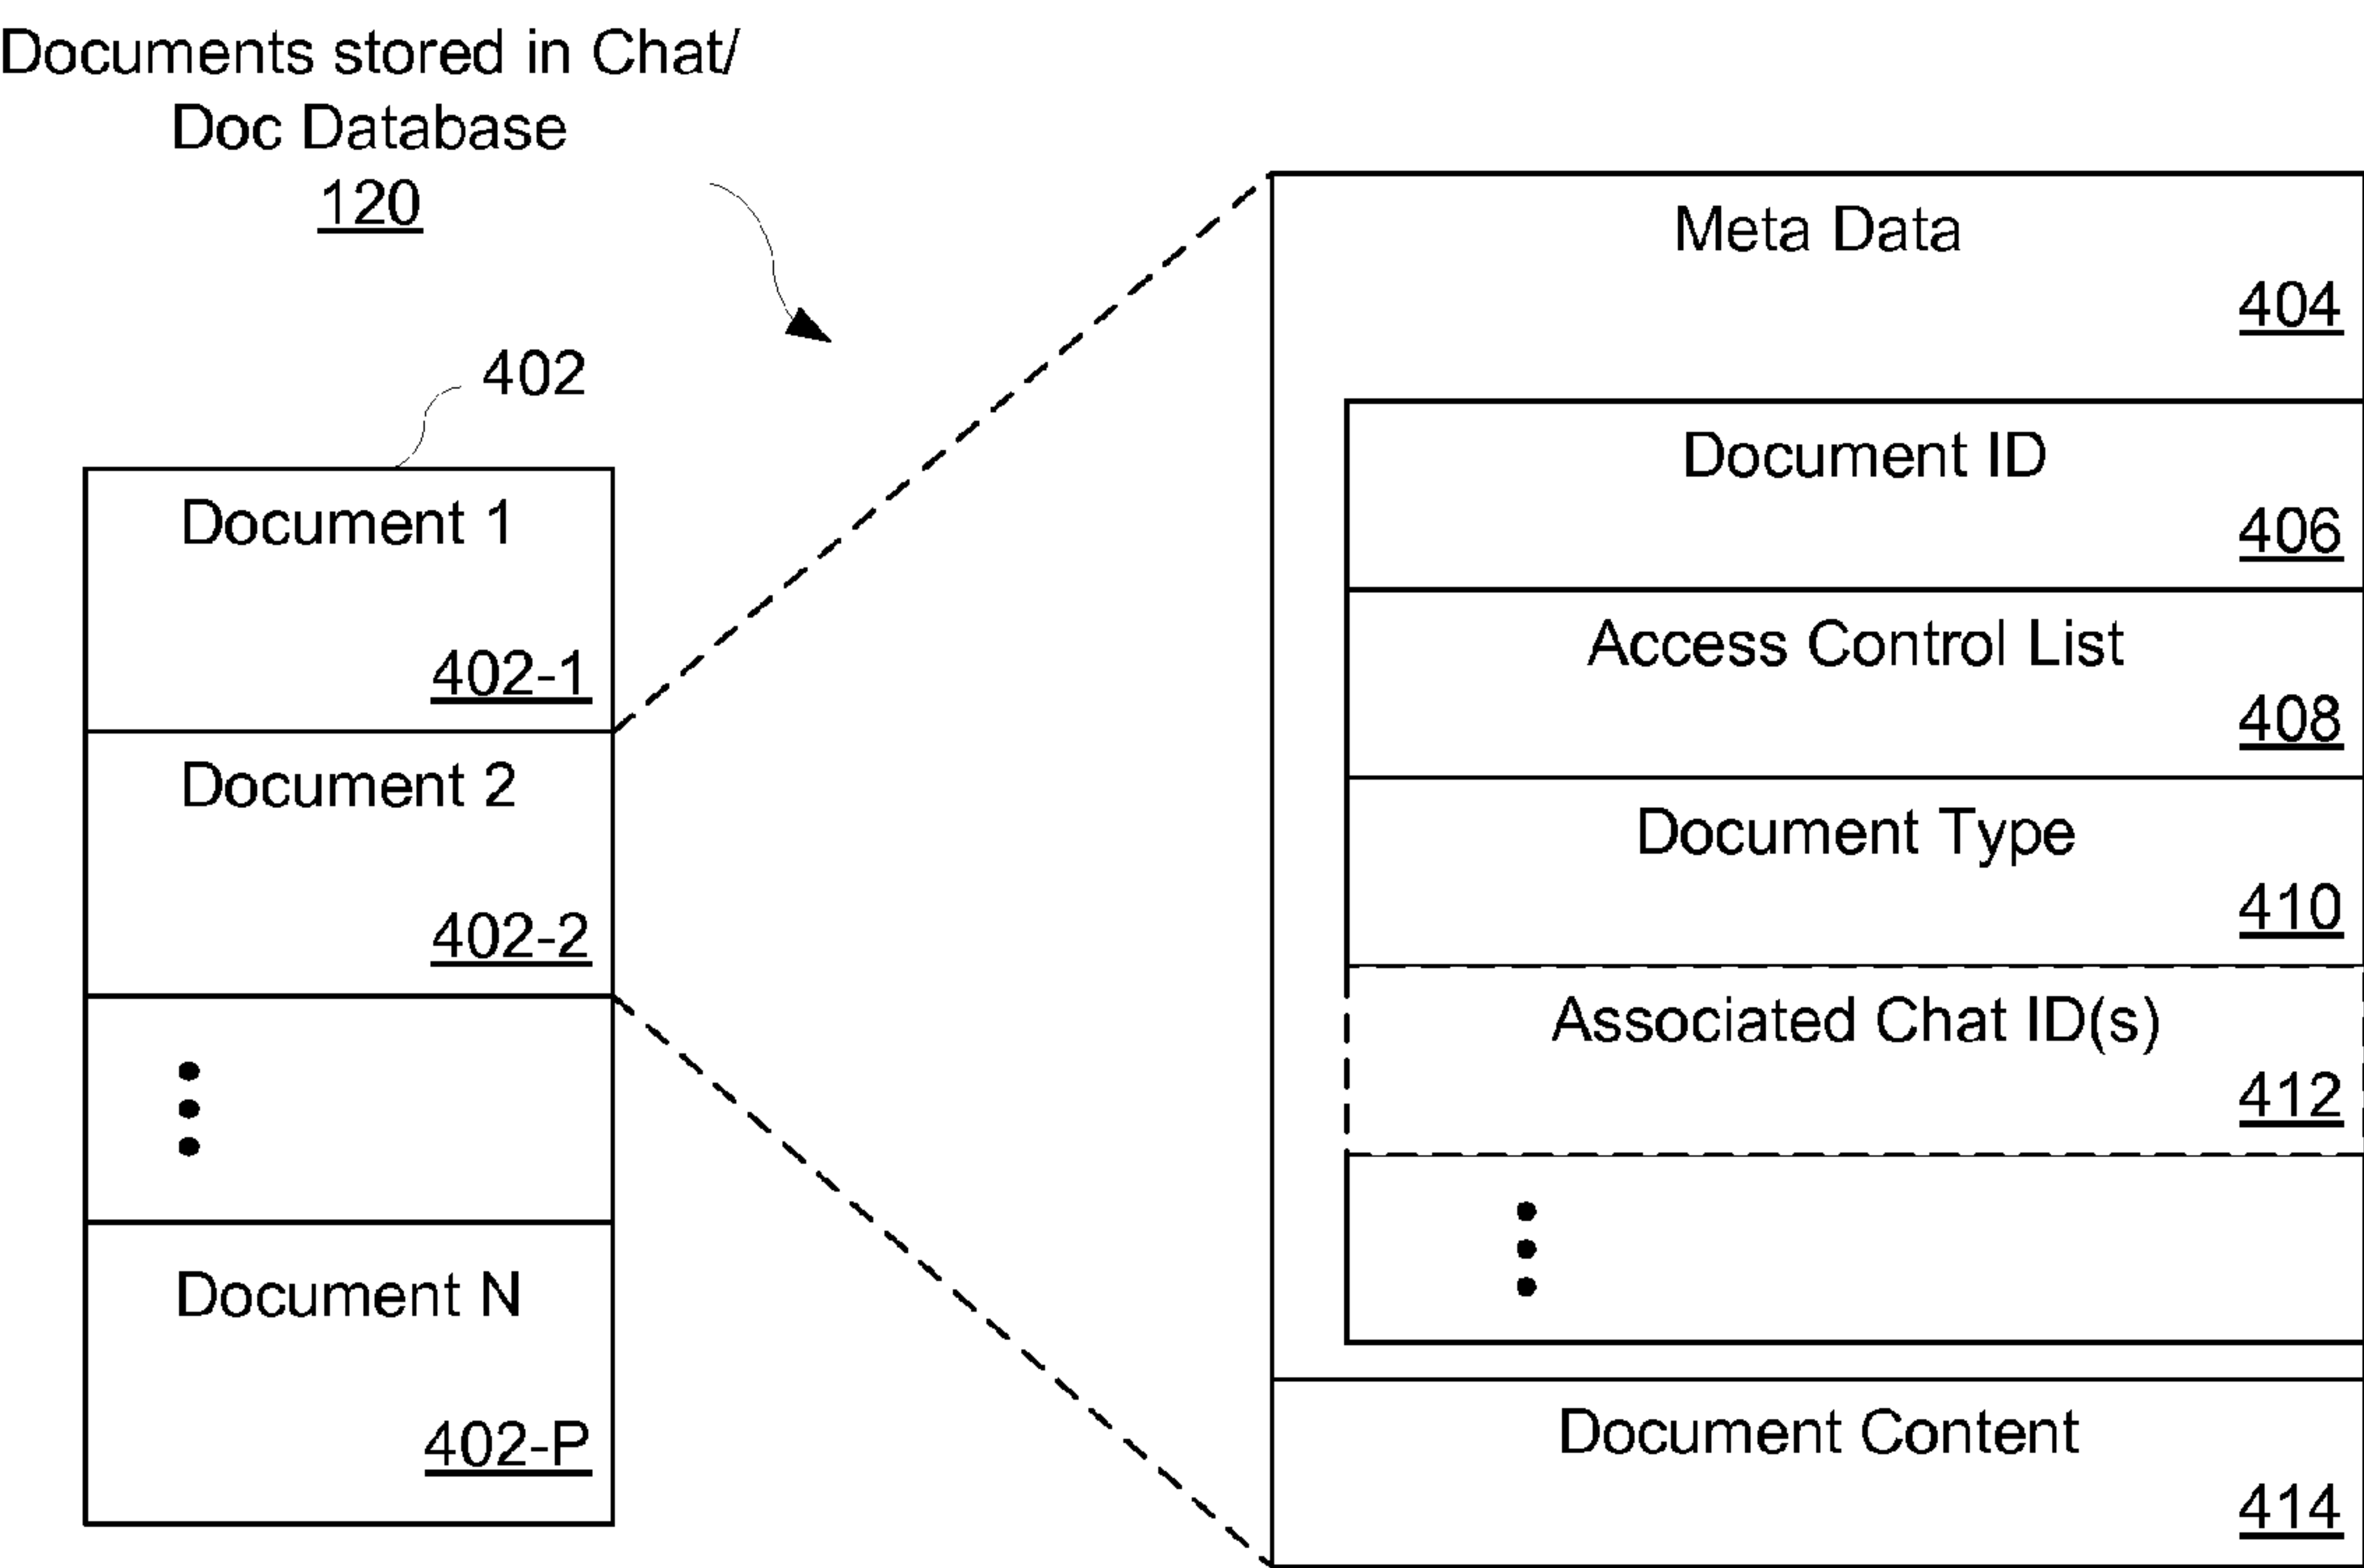 Documents stored in Chat/
Doc Database
120
402
Document 1
402-1
Document 2
402-2
Document N
402-P
Meta Data
404
Document ID
406
Access Control List
408
Document Type
410
Associated Chat ID(s)
412
Document Content
414